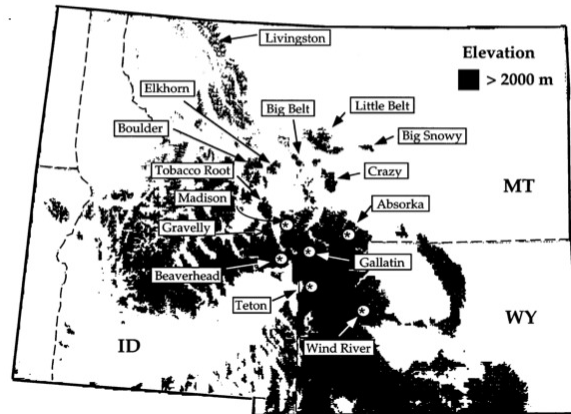 Livingston
Elevation
> 2000 m
Elkhorn
Big Belt
Little Belt
Boulder
Big Snowy
Tobacco Root
Crazy
MT
Madison
Absorka
Gravelly
Beaverhead
Gallatin
Teton
WY
ID
Wind River